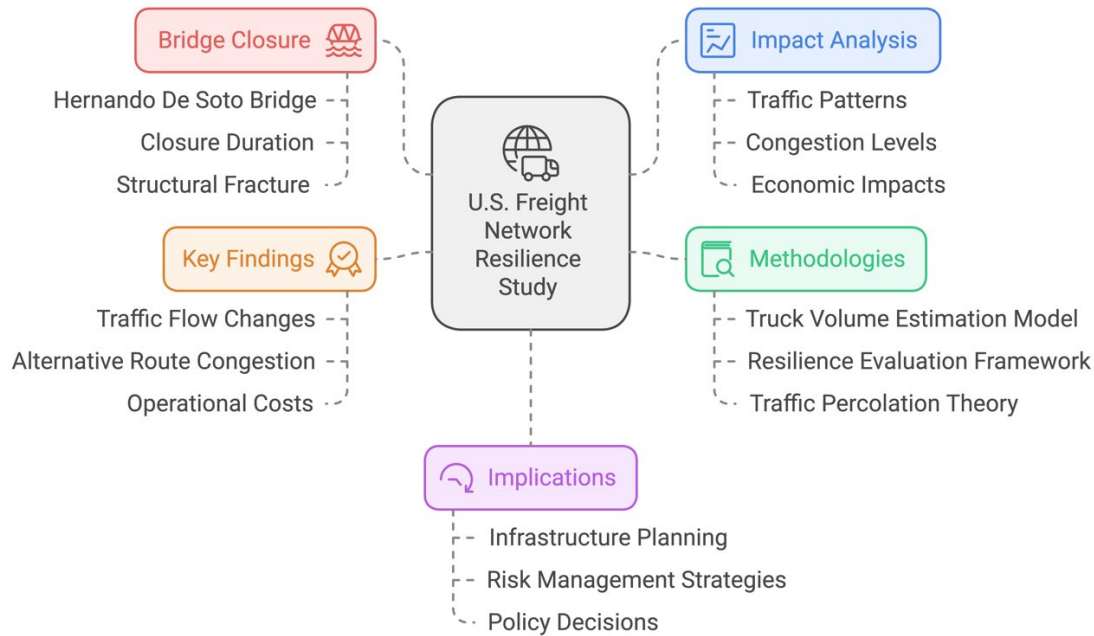 Bridge Closure
Hernando De Soto Bridge
Closure Duration
Structural Fracture
Key Findings
Traffic Flow Changes
Alternative Route Congestion
Operational Costs
U.S. Freight
Network
Resilience
Study
Impact Analysis
Traffic Patterns
Congestion Levels
Economic Impacts
Methodologies
Truck Volume Estimation Model
Resilience Evaluation Framework
Traffic Percolation Theory
Implications
Infrastructure Planning
Risk Management Strategies
Policy Decisions